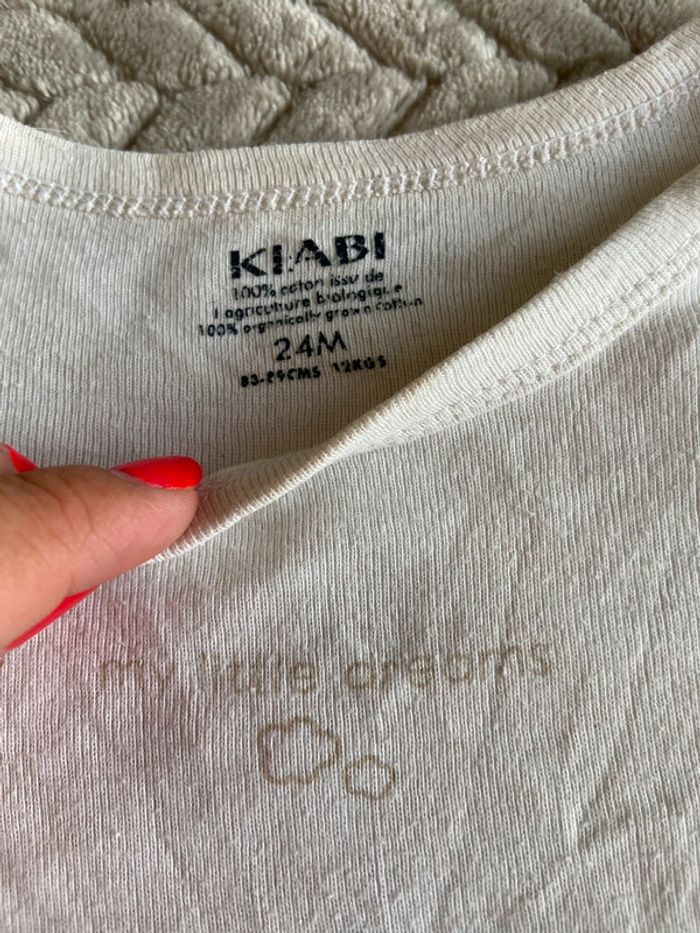 KIABI
100% coton issu de
l agriculture biologique
100% organically grown cotton
24M
83-89CMS 12KGS
my little dreams